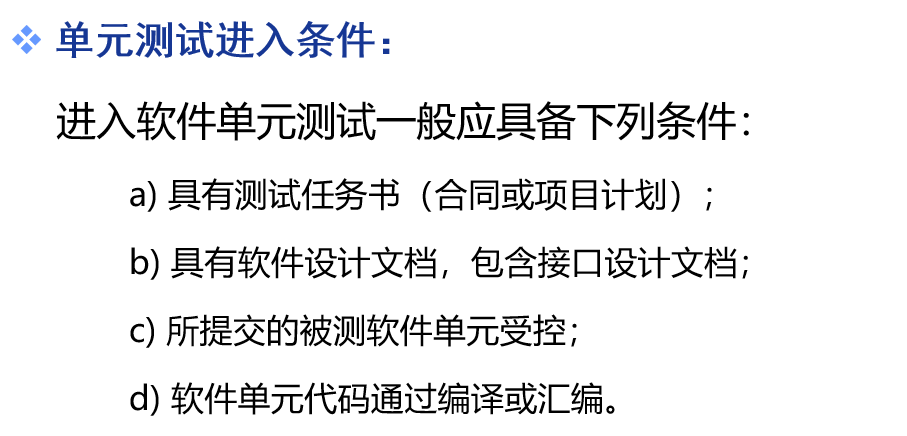 单元测试进入条件：
进入软件单元测试一般应具备下列条件：
a) 具有测试任务书（合同或项目计划）；
b) 具有软件设计文档，包含接口设计文档；
c) 所提交的被测软件单元受控；
d) 软件单元代码通过编译或汇编。